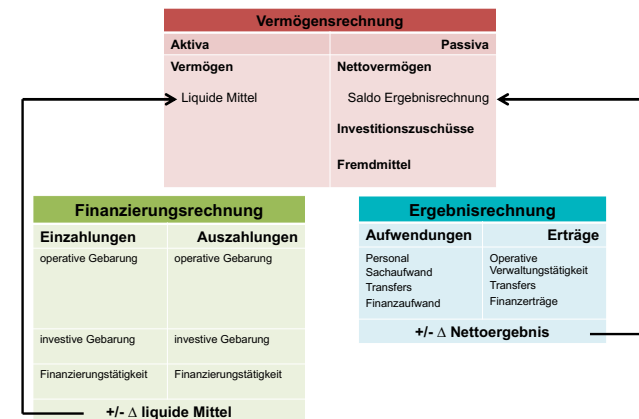 Vermögensrechnung
Aktiva Passiva
Vermögen Nettovermögen
Liquide Mittel Saldo Ergebnisrechnung
Investitionszuschüsse
Fremdmittel
Finanzierungsrechnung
Einzahlungen Auszahlungen
operative Gebarung operative Gebarung
investive Gebarung investive Gebarung
Finanzierungstätigkeit Finanzierungstätigkeit
+/- Δ liquide Mittel
Ergebnisrechnung
Aufwendungen Erträge
Personal
Sachaufwand
Transfers
Finanzaufwand
Operative
Verwaltungstätigkeit
Transfers
Finanzerträge
+/- Δ Nettoergebnis